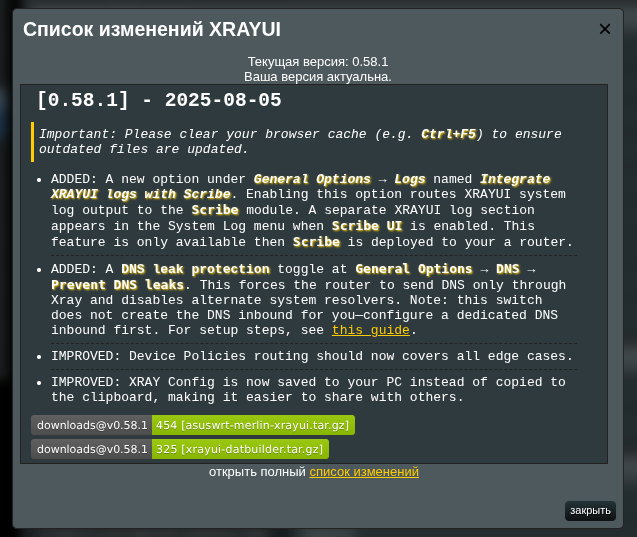 Список изменений XRAYUI
×
Текущая версия: 0.58.1
Ваша версия актуальна.
[0.58.1] - 2025-08-05
Important: Please clear your browser cache (e.g. Ctrl+F5) to ensure
outdated files are updated.
• ADDED: A new option under General Options → Logs named Integrate
XRAYUI logs with Scribe. Enabling this option routes XRAYUI system
log output to the Scribe module. A separate XRAYUI log section
appears in the System Log menu when Scribe UI is enabled. This
feature is only available then Scribe is deployed to your a router.
• ADDED: A DNS leak protection toggle at General Options → DNS →
Prevent DNS leaks. This forces the router to send DNS only through
Xray and disables alternate system resolvers. Note: this switch
does not create the DNS inbound for you—configure a dedicated DNS
inbound first. For setup steps, see this guide.
• IMPROVED: Device Policies routing should now covers all edge cases.
• IMPROVED: XRAY Config is now saved to your PC instead of copied to
the clipboard, making it easier to share with others.
downloads@v0.58.1 454 [asuswrt-merlin-xrayui.tar.gz]
downloads@v0.58.1 325 [xrayui-datbuilder.tar.gz]
открыть полный список изменений
закрыть